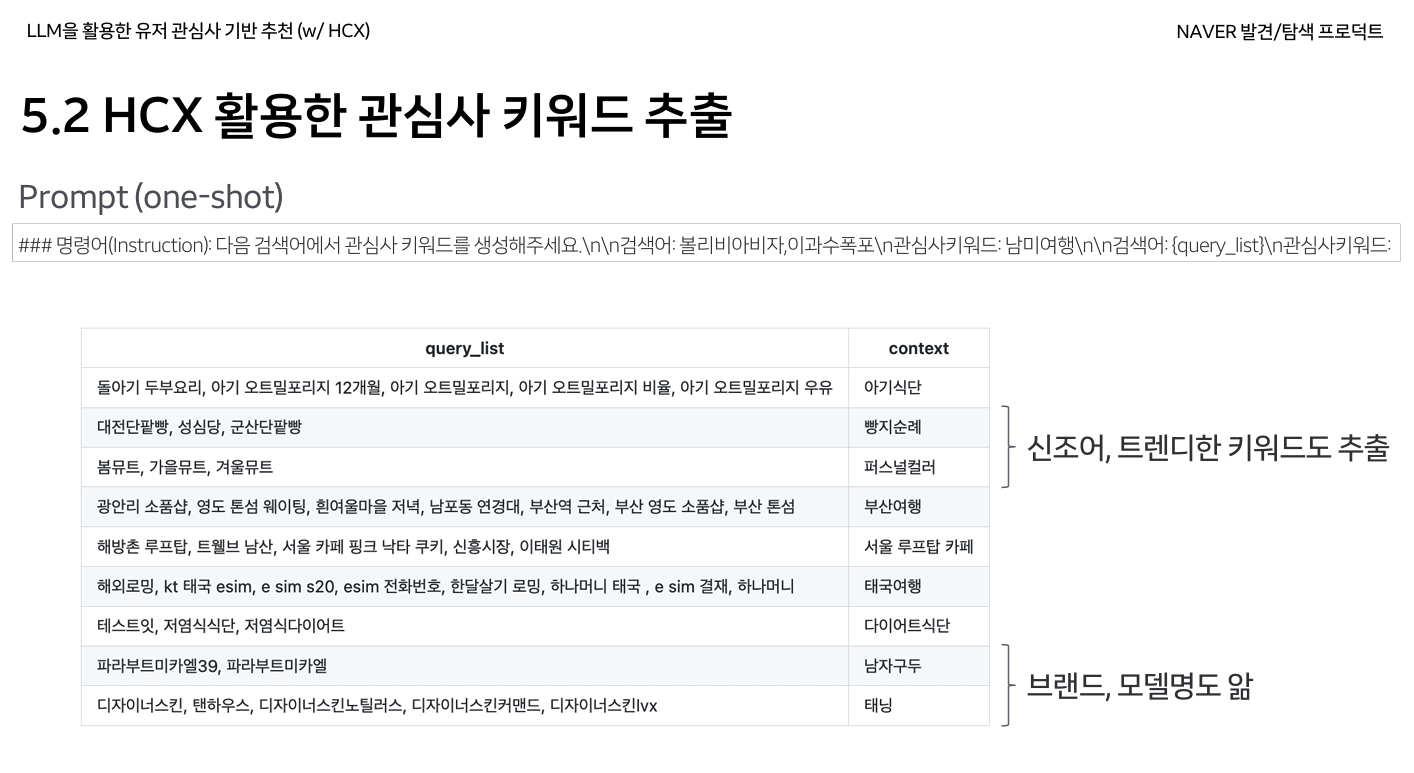 LLM을 활용한 유저 관심사 기반 추천 (w/ HCX)
NAVER 발견/탐색 프로덕트
5.2 HCX 활용한 관심사 키워드 추출
Prompt (one-shot)
### 명령어(Instruction): 다음 검색어에서 관심사 키워드를 생성해주세요.\n\n검색어: 볼리비아비자,이과수폭포\n관심사키워드: 남미여행\n\n검색어: {query_list}\n관심사키워드:
query_list context
돌아기 두부요리, 아기 오트밀포리지 12개월, 아기 오트밀포리지, 아기 오트밀포리지 비율, 아기 오트밀포리지 우유 아기식단
대전단팥빵, 성심당, 군산단팥빵 빵지순례
봄뮤트, 가을뮤트, 겨울뮤트 퍼스널컬러
신조어, 트렌디한 키워드도 추출
광안리 소품샵, 영도 톤섬 웨이팅, 흰여울마을 저녁, 남포동 연경대, 부산역 근처, 부산 영도 소품샵, 부산 톤섬 부산여행
해방촌 루프탑, 트웰브 남산, 서울 카페 핑크 낙타 쿠키, 신흥시장, 이태원 시티백 서울 루프탑 카페
해외로밍, kt 태국 esim, e sim s20, esim 전화번호, 한달살기 로밍, 하나머니 태국 , e sim 결재, 하나머니 태국여행
테스트잇, 저염식식단, 저염식다이어트 다이어트식단
파라부트미카엘39, 파라부트미카엘 남자구두
디자이너스킨, 탠하우스, 디자이너스킨노틸러스, 디자이너스킨커맨드, 디자이너스킨lvx 태닝
브랜드, 모델명도 앎